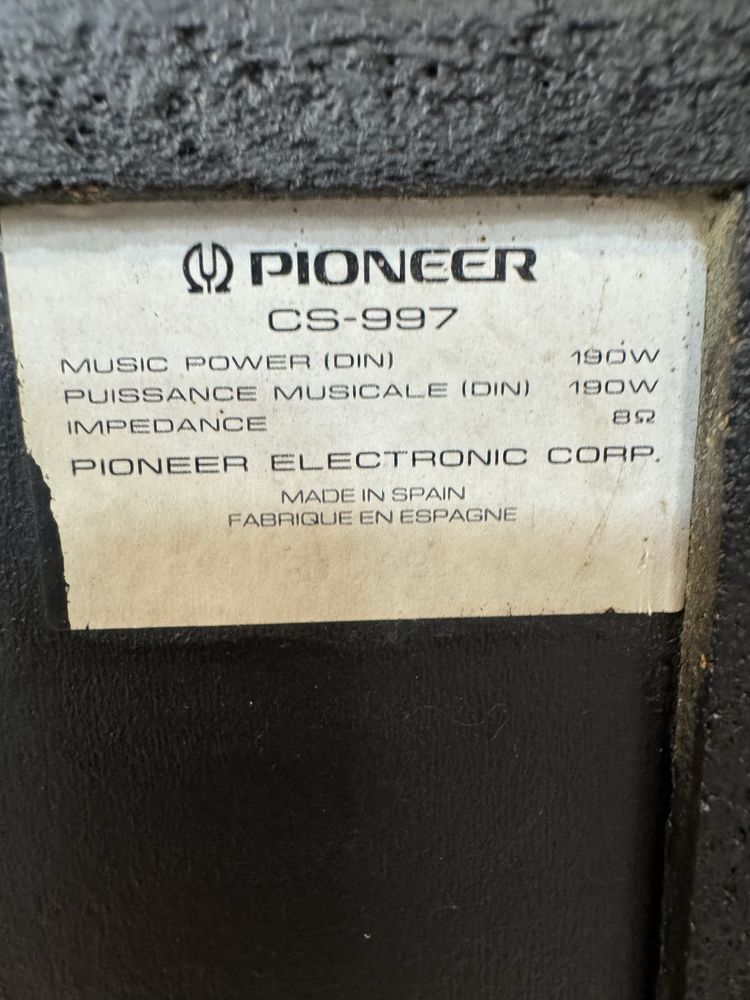 PIONEER
CS-997
MUSIC POWER (DIN) 190W
PUISSANCE MUSICALE (DIN) 190W
IMPEDANCE 8Ω
PIONEER ELECTRONIC CORP.
MADE IN SPAIN
FABRIQUE EN ESPAGNE